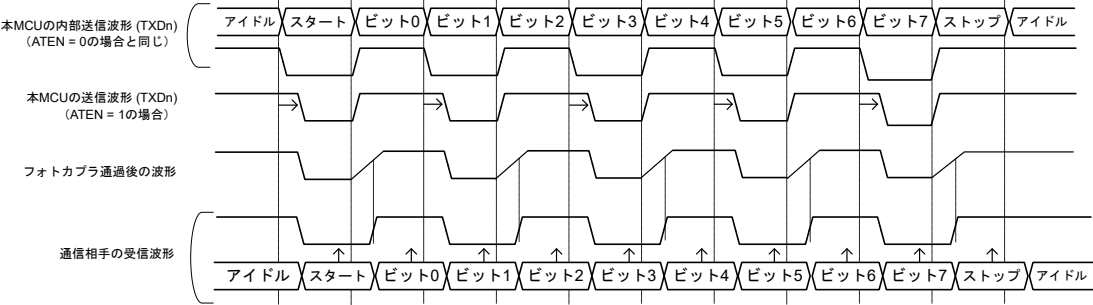 本MCUの内部送信波形 (TXDn)
（ATEN = 0の場合と同じ）
アイドル スタート ビット0 ビット1 ビット2 ビット3 ビット4 ビット5 ビット6 ビット7 ストップ アイドル
本MCUの送信波形 (TXDn)
（ATEN = 1の場合）
フォトカプラ通過後の波形
通信相手の受信波形
アイドル スタート ビット0 ビット1 ビット2 ビット3 ビット4 ビット5 ビット6 ビット7 ストップ アイドル